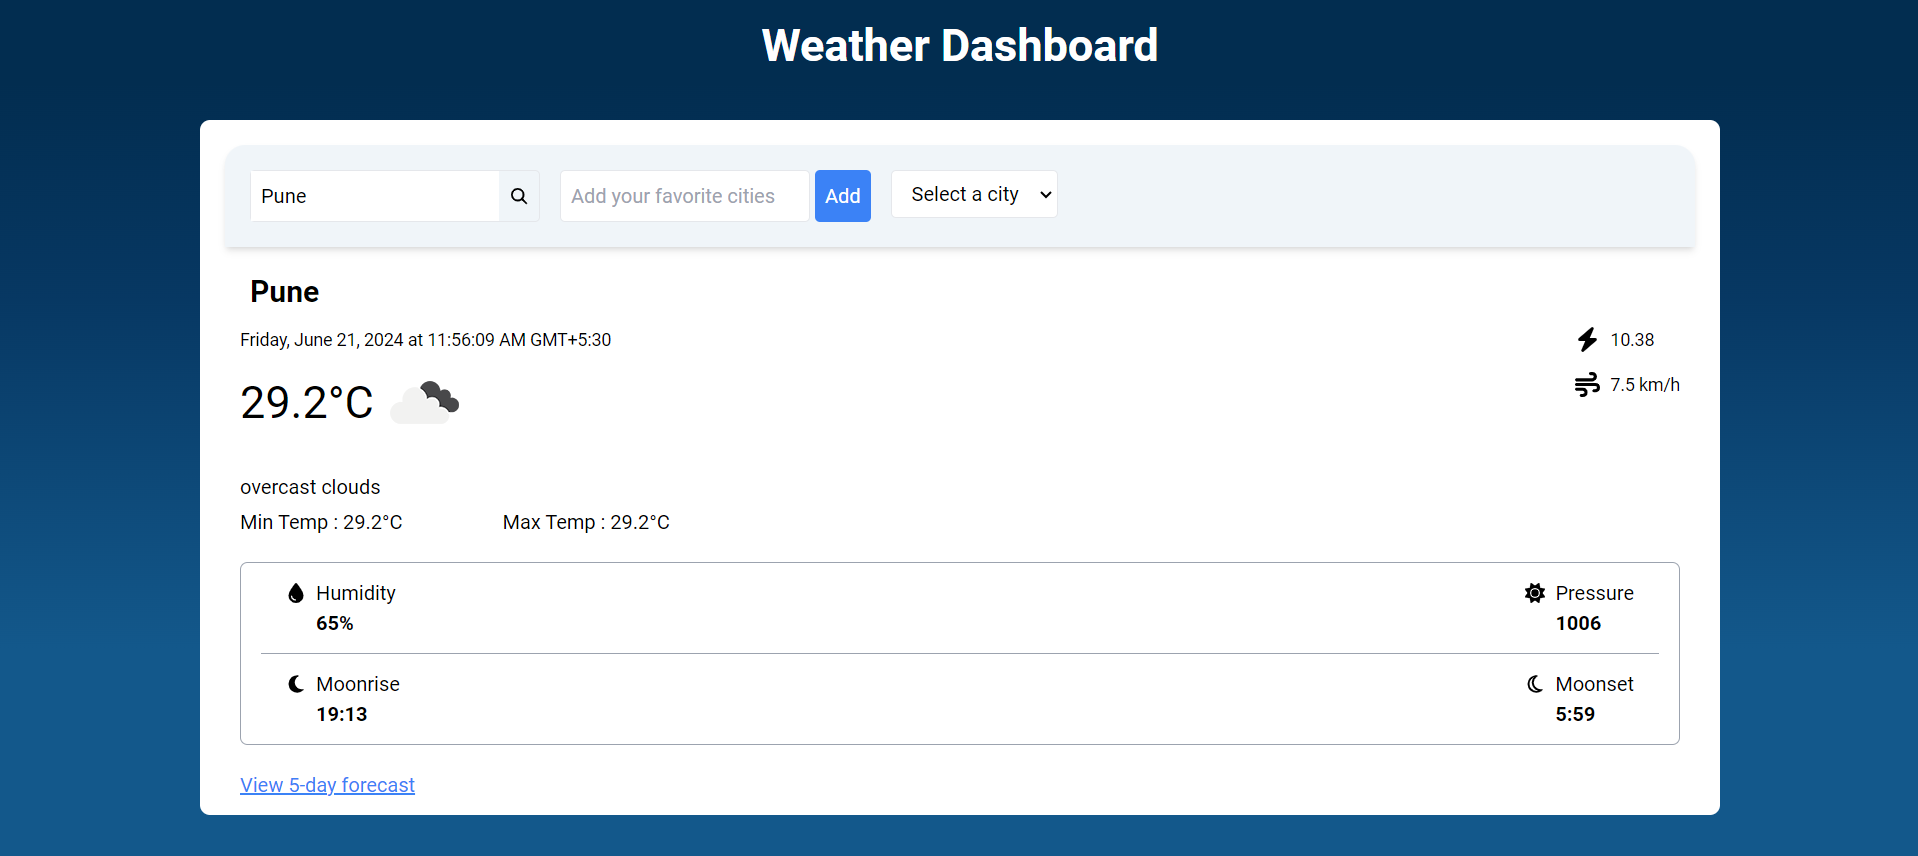 Weather Dashboard
Pune
Add your favorite cities
Add
Select a city
Pune
Friday, June 21, 2024 at 11:56:09 AM GMT+5:30
10.38
29.2°C
7.5 km/h
overcast clouds
Min Temp : 29.2°C Max Temp : 29.2°C
Humidity
65%
Pressure
1006
Moonrise
19:13
Moonset
5:59
View 5-day forecast